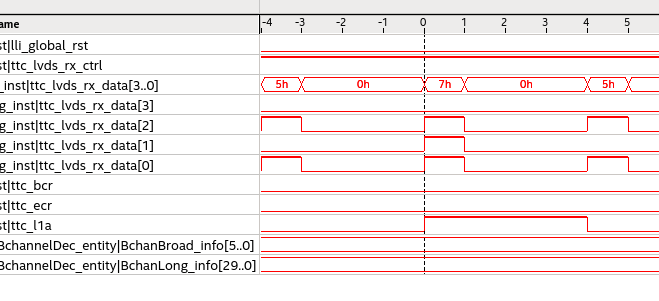 ame -4 -3 -2 -1 0 1 2 3 4 5
st|lli_global_rst
st|ttc_lvds_rx_ctrl
_inst|ttc_lvds_rx_data[3..0] 5h 0h 7h 0h 5h
g_inst|ttc_lvds_rx_data[3]
g_inst|ttc_lvds_rx_data[2]
g_inst|ttc_lvds_rx_data[1]
g_inst|ttc_lvds_rx_data[0]
st|ttc_bcr
st|ttc_ecr
st|ttc_l1a
BchannelDec_entity|BchanBroad_info[5..0]
BchannelDec_entity|BchanLong_info[29..0]